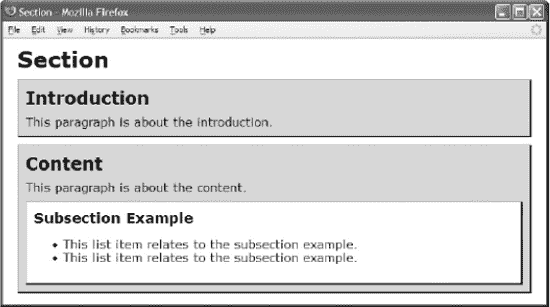 Section - Mozilla Firefox
File Edit View History Bookmarks Tools Help
Section
Introduction
This paragraph is about the introduction.
Content
This paragraph is about the content.
Subsection Example
• This list item relates to the subsection example.
• This list item relates to the subsection example.